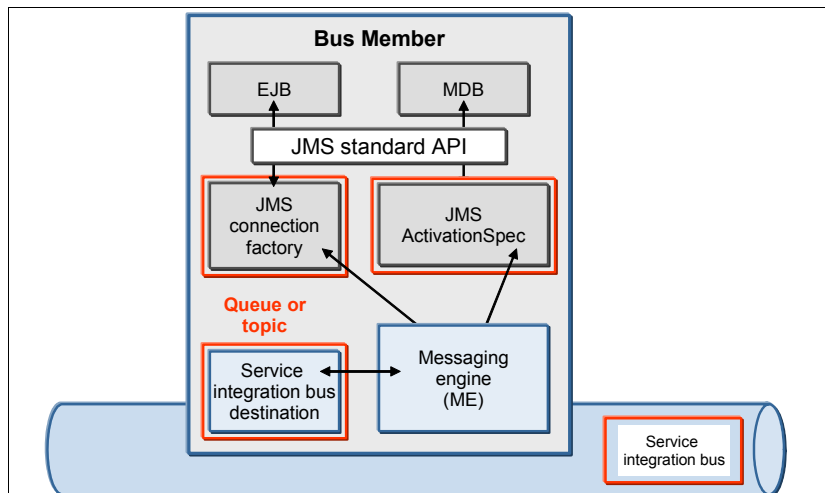 Bus Member
EJB
MDB
JMS standard API
JMS
connection
factory
JMS
ActivationSpec
Queue or
topic
Service
integration bus
destination
Messaging
engine
(ME)
Service
integration bus